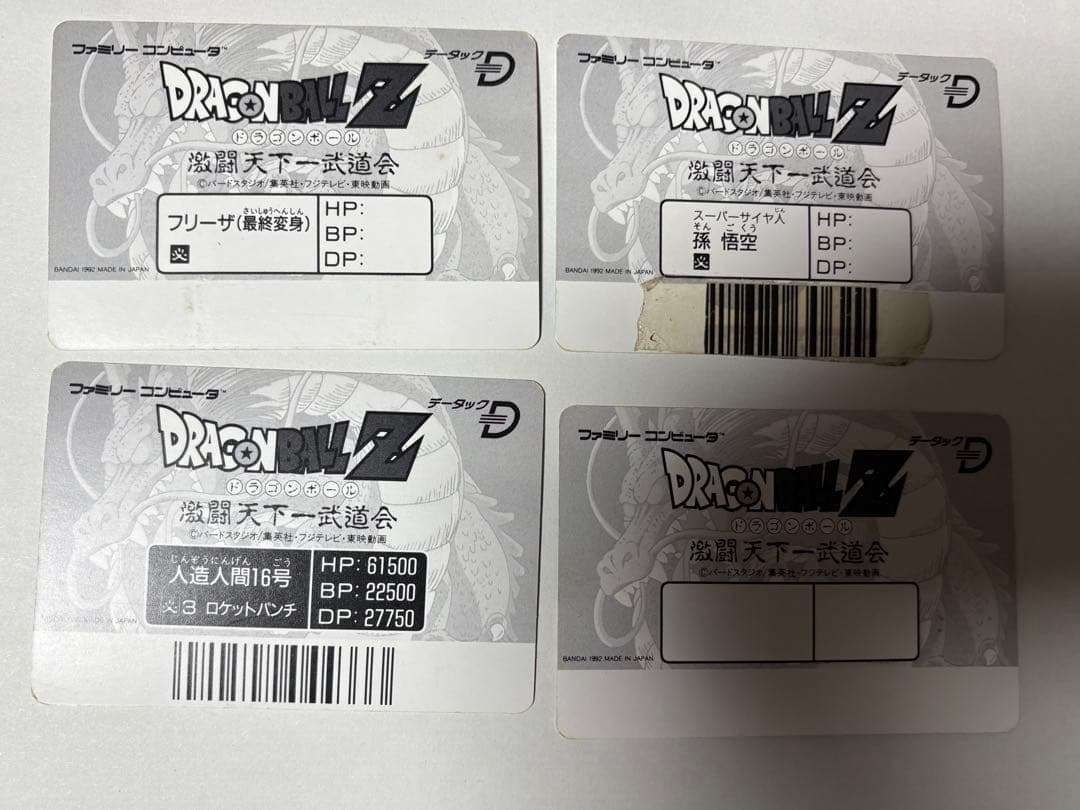 ファミリー コンピュータ™
データック
DRAGON BALL Z
ドラゴンボール
激闘 天下一武道会
©バードスタジオ/集英社・フジテレビ・東映動画
さいしゅうへんしん
フリーザ(最終変身)
HP:
BP:
DP:
BANDAI 1992 MADE IN JAPAN
ファミリー コンピュータ™
データック
DRAGON BALL Z
ドラゴンボール
激闘 天下一武道会
©バードスタジオ/集英社・フジテレビ・東映動画
じん
スーパーサイヤ人
そん ごくう
孫 悟空
HP:
BP:
DP:
BANDAI 1992 MADE IN JAPAN
ファミリー コンピュータ™
データック
DRAGON BALL Z
ドラゴンボール
激闘 天下一武道会
©バードスタジオ/集英社・フジテレビ・東映動画
じんぞうにんげん ごう
人造人間16号
3 ロケットパンチ
HP: 61500
BP: 22500
DP: 27750
MADE IN JAPAN
ファミリー コンピュータ™
データック
DRAGON BALL Z
ドラゴンボール
激闘 天下一武道会
©バードスタジオ/集英社・フジテレビ・東映動画
BANDAI 1992 MADE IN JAPAN